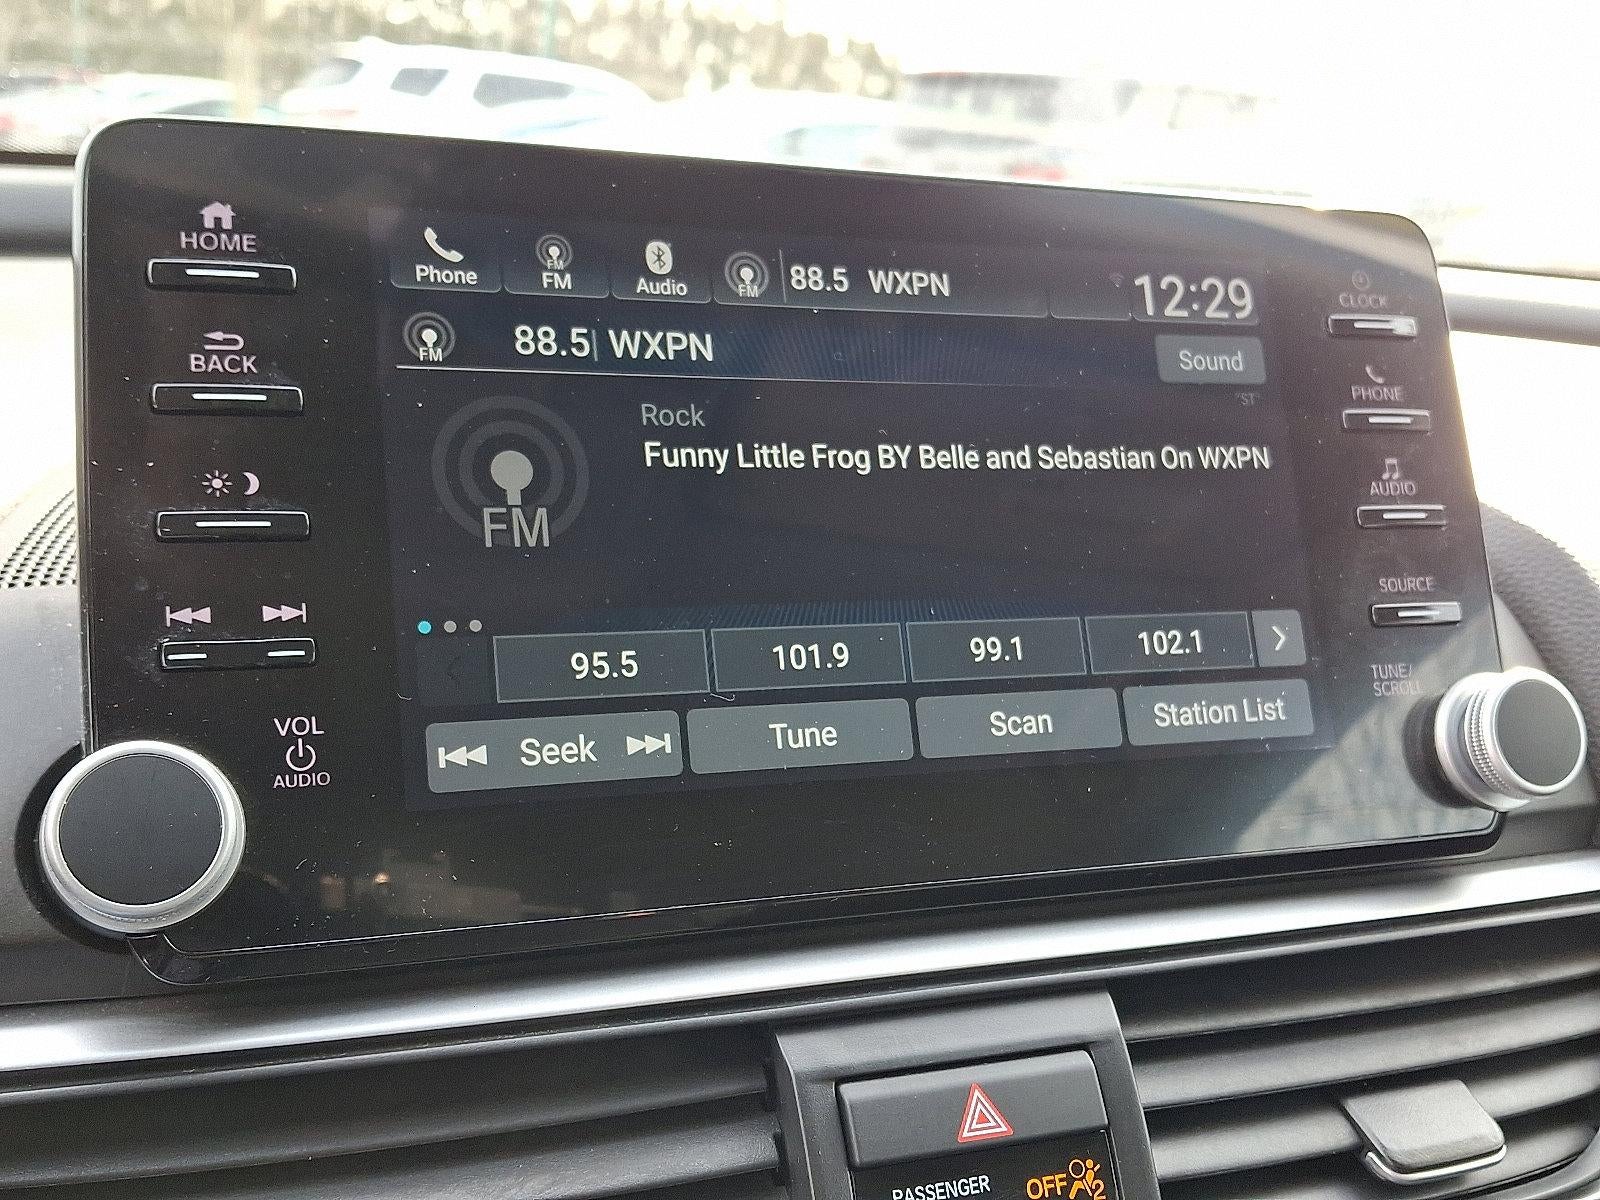 HOME
BACK
VOL
AUDIO
Phone
FM
FM
Audio
FM
88.5 WXPN
12:29
FM
88.5 WXPN
Sound
ST
FM
Rock
Funny Little Frog BY Belle and Sebastian On WXPN
95.5
101.9
99.1
102.1
Seek
Tune
Scan
Station List
CLOCK
PHONE
AUDIO
SOURCE
TUNE/
SCROLL
PASSENGER
OFF
2